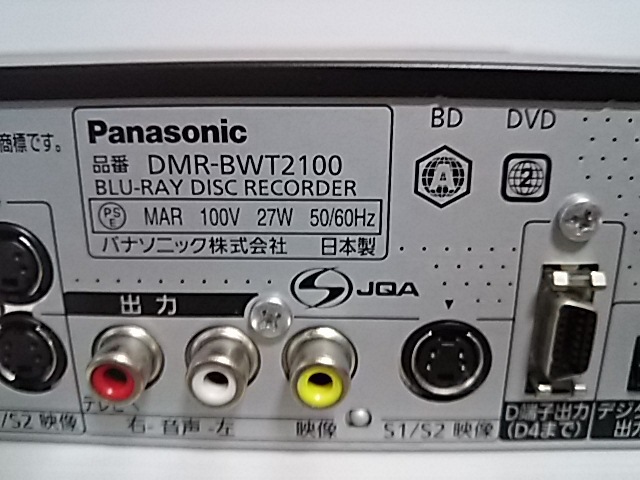 商標です。
Panasonic
品番 DMR-BWT2100
BLU-RAY DISC RECORDER
PS E MAR 100V 27W 50/60Hz
パナソニック株式会社 日本製
BD DVD
A 2
JQA
出力
テレビへ
右-音声-左
映像
/S2 映像
S1/S2 映像
D端子出力
(D4まで)
デジタ
出力